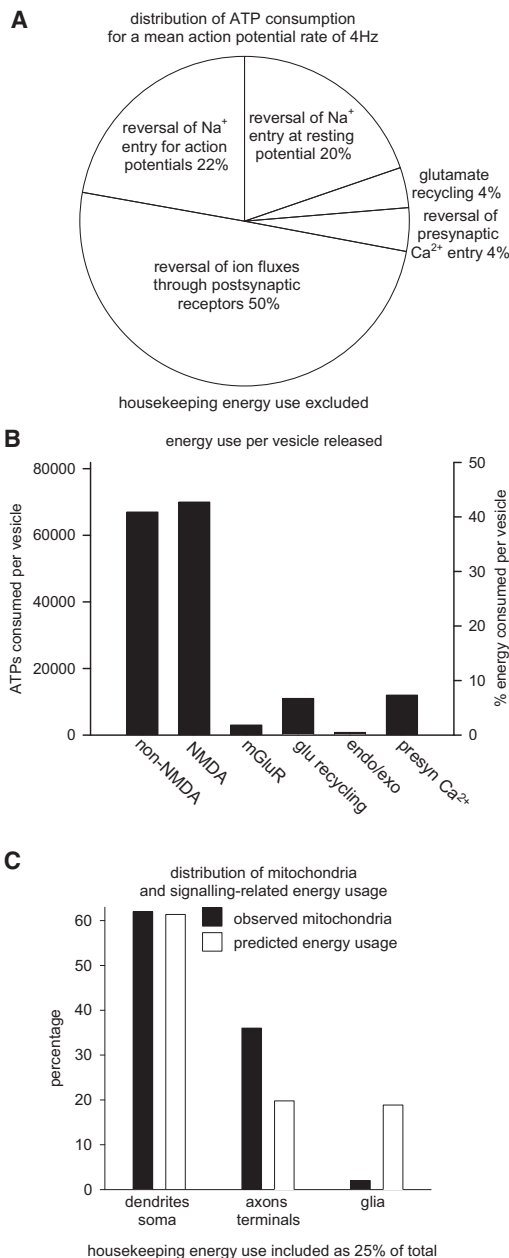 A
distribution of ATP consumption
for a mean action potential rate of 4Hz
reversal of Na+
entry for action
potentials 22%
reversal of Na+
entry at resting
potential 20%
glutamate
recycling 4%
reversal of
presynaptic
Ca2+ entry 4%
reversal of ion fluxes
through postsynaptic
receptors 50%
housekeeping energy use excluded
B
energy use per vesicle released
ATPs consumed per vesicle
80000
60000
40000
20000
0
% energy consumed per vesicle
50
40
30
20
10
0
non-NMDA
NMDA
mGluR
glu recycling
endo/exo
presyn Ca2+
C
distribution of mitochondria
and signalling-related energy usage
observed mitochondria
predicted energy usage
percentage
60
50
40
30
20
10
0
dendrites
soma
axons
terminals
glia
housekeeping energy use included as 25% of total